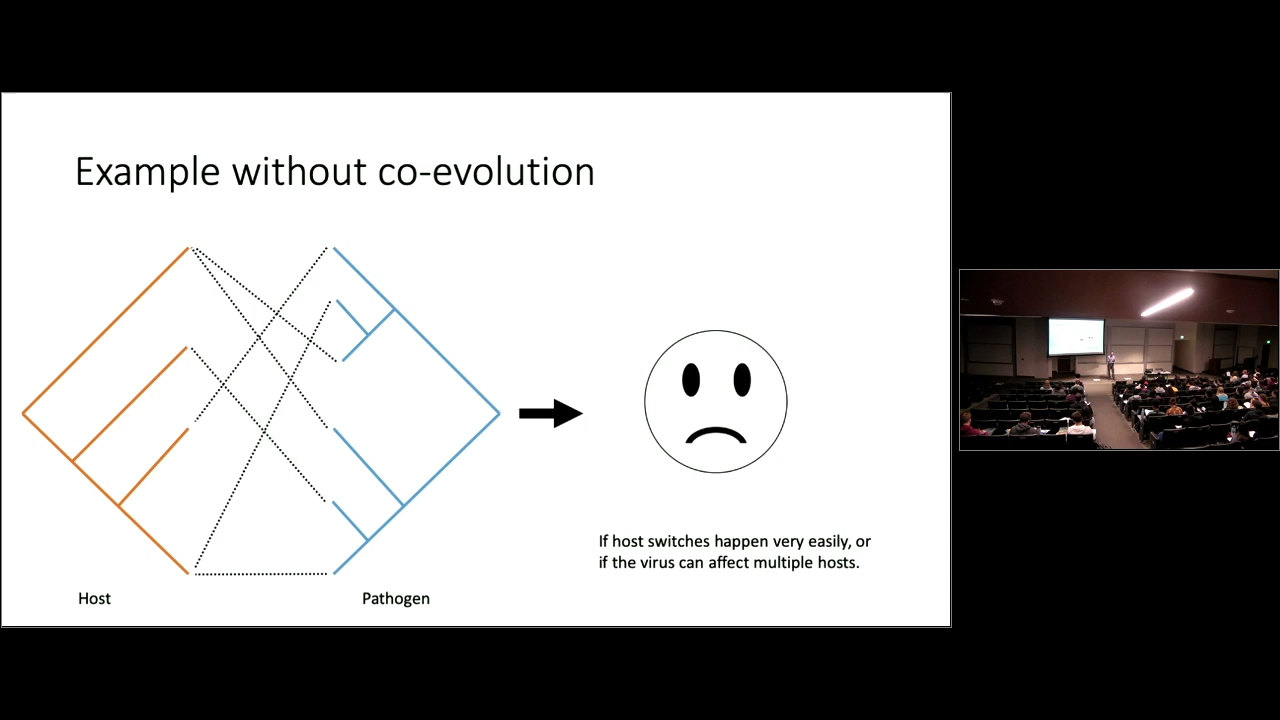 Example without co-evolution
If host switches happen very easily, or
if the virus can affect multiple hosts.
Host
Pathogen